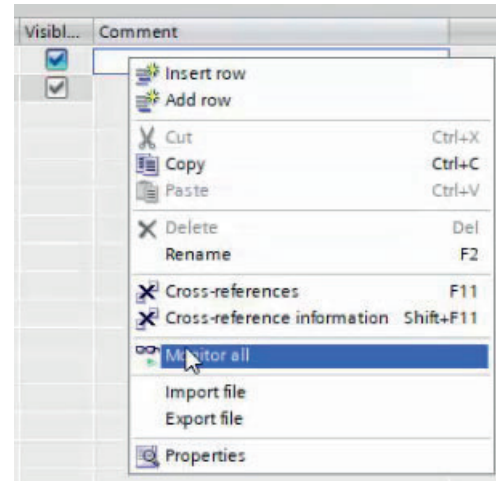 Visibl... Comment
Insert row
Add row
Cut Ctrl+X
Copy Ctrl+C
Paste Ctrl+V
Delete Del
Rename F2
Cross-references F11
Cross-reference information Shift+F11
Monitor all
Import file
Export file
Properties